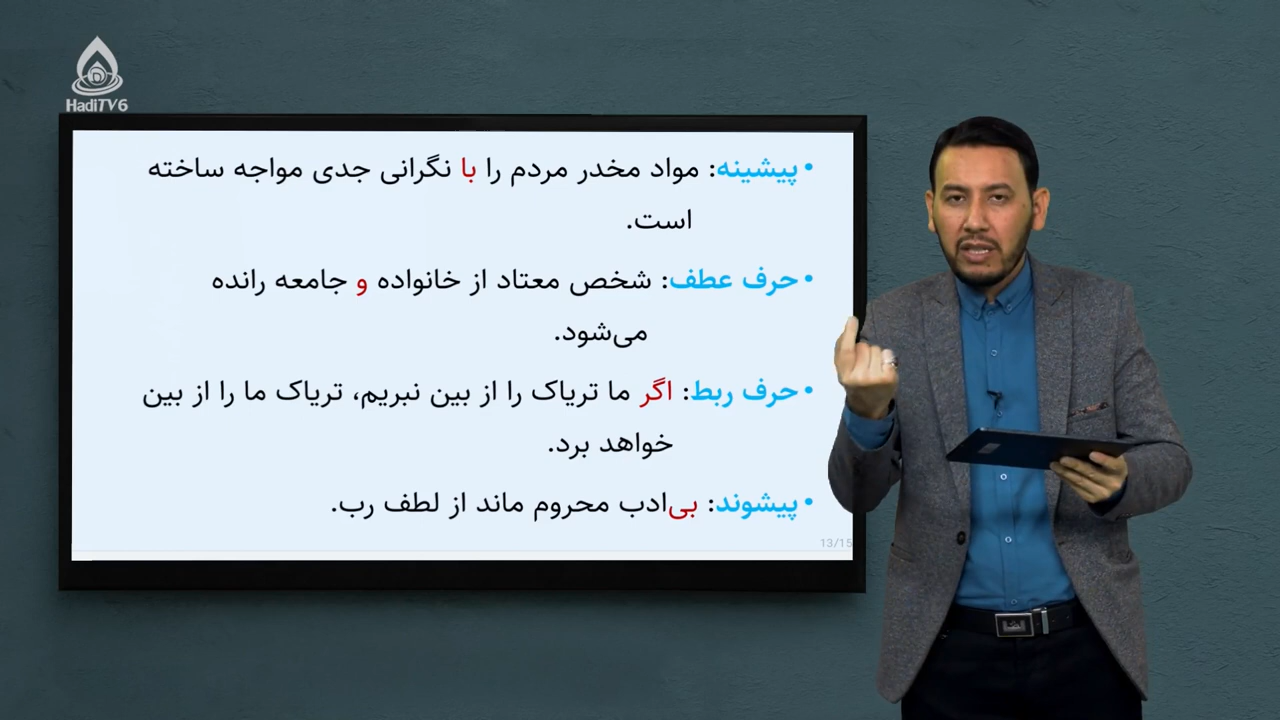 HadiTV6
• پیشینه: مواد مخدر مردم را با نگرانی جدی مواجه ساخته
است.
• حرف عطف: شخص معتاد از خانواده و جامعه رانده
می‌شود.
• حرف ربط: اگر ما تریاک را از بین نبریم، تریاک ما را از بین
خواهد برد.
• پیشوند: بی‌ادب محروم ماند از لطف رب.
13/15